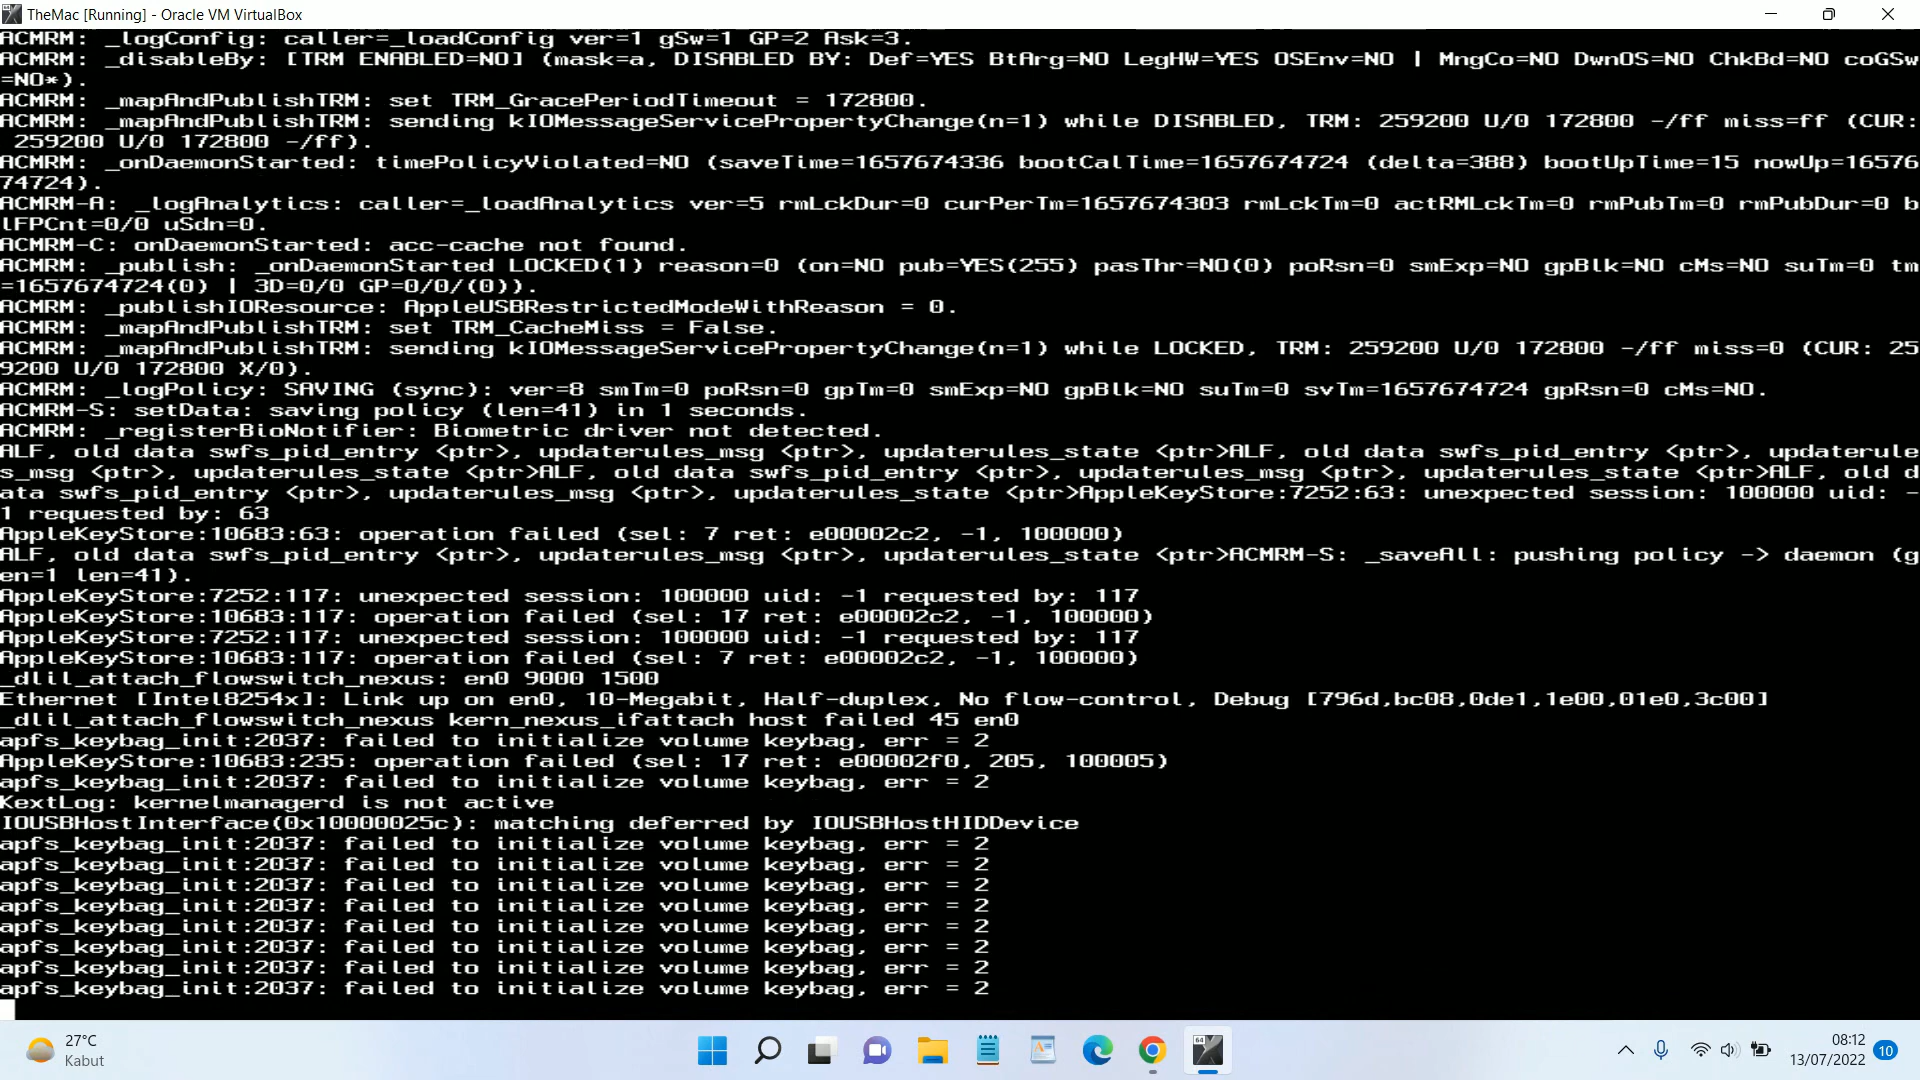 TheMac [Running] - Oracle VM VirtualBox
ACMRM: _logConfig: caller=_loadConfig ver=1 gSw=1 GP=2 Ask=3.
ACMRM: _disableBy: [TRM ENABLED=NO] (mask=a, DISABLED BY: Def=YES BtArg=NO LegHW=YES OSEnv=NO | MngCo=NO DwnOS=NO ChkBd=NO coGSw
=NO*).
ACMRM: _mapAndPublishTRM: set TRM_GracePeriodTimeout = 172800.
ACMRM: _mapAndPublishTRM: sending kIOMessageServicePropertyChange(n=1) while DISABLED, TRM: 259200 U/0 172800 -/ff miss=ff (CUR:
 259200 U/0 172800 -/ff).
ACMRM: _onDaemonStarted: timePolicyViolated=NO (saveTime=1657674336 bootCalTime=1657674724 (delta=388) bootUpTime=15 nowUp=16576
74724).
ACMRM-A: _logAnalytics: caller=_loadAnalytics ver=5 rmLckDur=0 curPerTm=1657674303 rmLckTm=0 actRMLckTm=0 rmPubTm=0 rmPubDur=0 b
lFPCnt=0/0 uSdn=0.
ACMRM-C: onDaemonStarted: acc-cache not found.
ACMRM: _publish: _onDaemonStarted LOCKED(1) reason=0 (on=NO pub=YES(255) pasThr=NO(0) poRsn=0 smExp=NO gpBlk=NO cMs=NO suTm=0 tm
=1657674724(0) | 3D=0/0 GP=0/0/(0)).
ACMRM: _publishIOResource: AppleUSBRestrictedModeWithReason = 0.
ACMRM: _mapAndPublishTRM: set TRM_CacheMiss = False.
ACMRM: _mapAndPublishTRM: sending kIOMessageServicePropertyChange(n=1) while LOCKED, TRM: 259200 U/0 172800 -/ff miss=0 (CUR: 25
9200 U/0 172800 X/0).
ACMRM: _logPolicy: SAVING (sync): ver=8 smTm=0 poRsn=0 gpTm=0 smExp=NO gpBlk=NO suTm=0 svTm=1657674724 gpRsn=0 cMs=NO.
ACMRM-S: setData: saving policy (len=41) in 1 seconds.
ACMRM: _registerBioNotifier: Biometric driver not detected.
ALF, old data swfs_pid_entry <ptr>, updaterules_msg <ptr>, updaterules_state <ptr>ALF, old data swfs_pid_entry <ptr>, updaterule
s_msg <ptr>, updaterules_state <ptr>ALF, old data swfs_pid_entry <ptr>, updaterules_msg <ptr>, updaterules_state <ptr>ALF, old d
ata swfs_pid_entry <ptr>, updaterules_msg <ptr>, updaterules_state <ptr>AppleKeyStore:7252:63: unexpected session: 100000 uid: -
1 requested by: 63
AppleKeyStore:10683:63: operation failed (sel: 7 ret: e00002c2, -1, 100000)
ALF, old data swfs_pid_entry <ptr>, updaterules_msg <ptr>, updaterules_state <ptr>ACMRM-S: _saveAll: pushing policy -> daemon (g
en=1 len=41).
AppleKeyStore:7252:117: unexpected session: 100000 uid: -1 requested by: 117
AppleKeyStore:10683:117: operation failed (sel: 17 ret: e00002c2, -1, 100000)
AppleKeyStore:7252:117: unexpected session: 100000 uid: -1 requested by: 117
AppleKeyStore:10683:117: operation failed (sel: 7 ret: e00002c2, -1, 100000)
_dlil_attach_flowswitch_nexus: en0 9000 1500
Ethernet [Intel8254x]: Link up on en0, 10-Megabit, Half-duplex, No flow-control, Debug [796d,bc08,0de1,1e00,01e0,3c00]
_dlil_attach_flowswitch_nexus kern_nexus_ifattach host failed 45 en0
apfs_keybag_init:2037: failed to initialize volume keybag, err = 2
AppleKeyStore:10683:235: operation failed (sel: 17 ret: e00002f0, 205, 100005)
apfs_keybag_init:2037: failed to initialize volume keybag, err = 2
KextLog: kernelmanagerd is not active
IOUSBHostInterface(0x10000025c): matching deferred by IOUSBHostHIDDevice
apfs_keybag_init:2037: failed to initialize volume keybag, err = 2
apfs_keybag_init:2037: failed to initialize volume keybag, err = 2
apfs_keybag_init:2037: failed to initialize volume keybag, err = 2
apfs_keybag_init:2037: failed to initialize volume keybag, err = 2
apfs_keybag_init:2037: failed to initialize volume keybag, err = 2
apfs_keybag_init:2037: failed to initialize volume keybag, err = 2
apfs_keybag_init:2037: failed to initialize volume keybag, err = 2
apfs_keybag_init:2037: failed to initialize volume keybag, err = 2
27°C
Kabut
64
08:12
13/07/2022
10